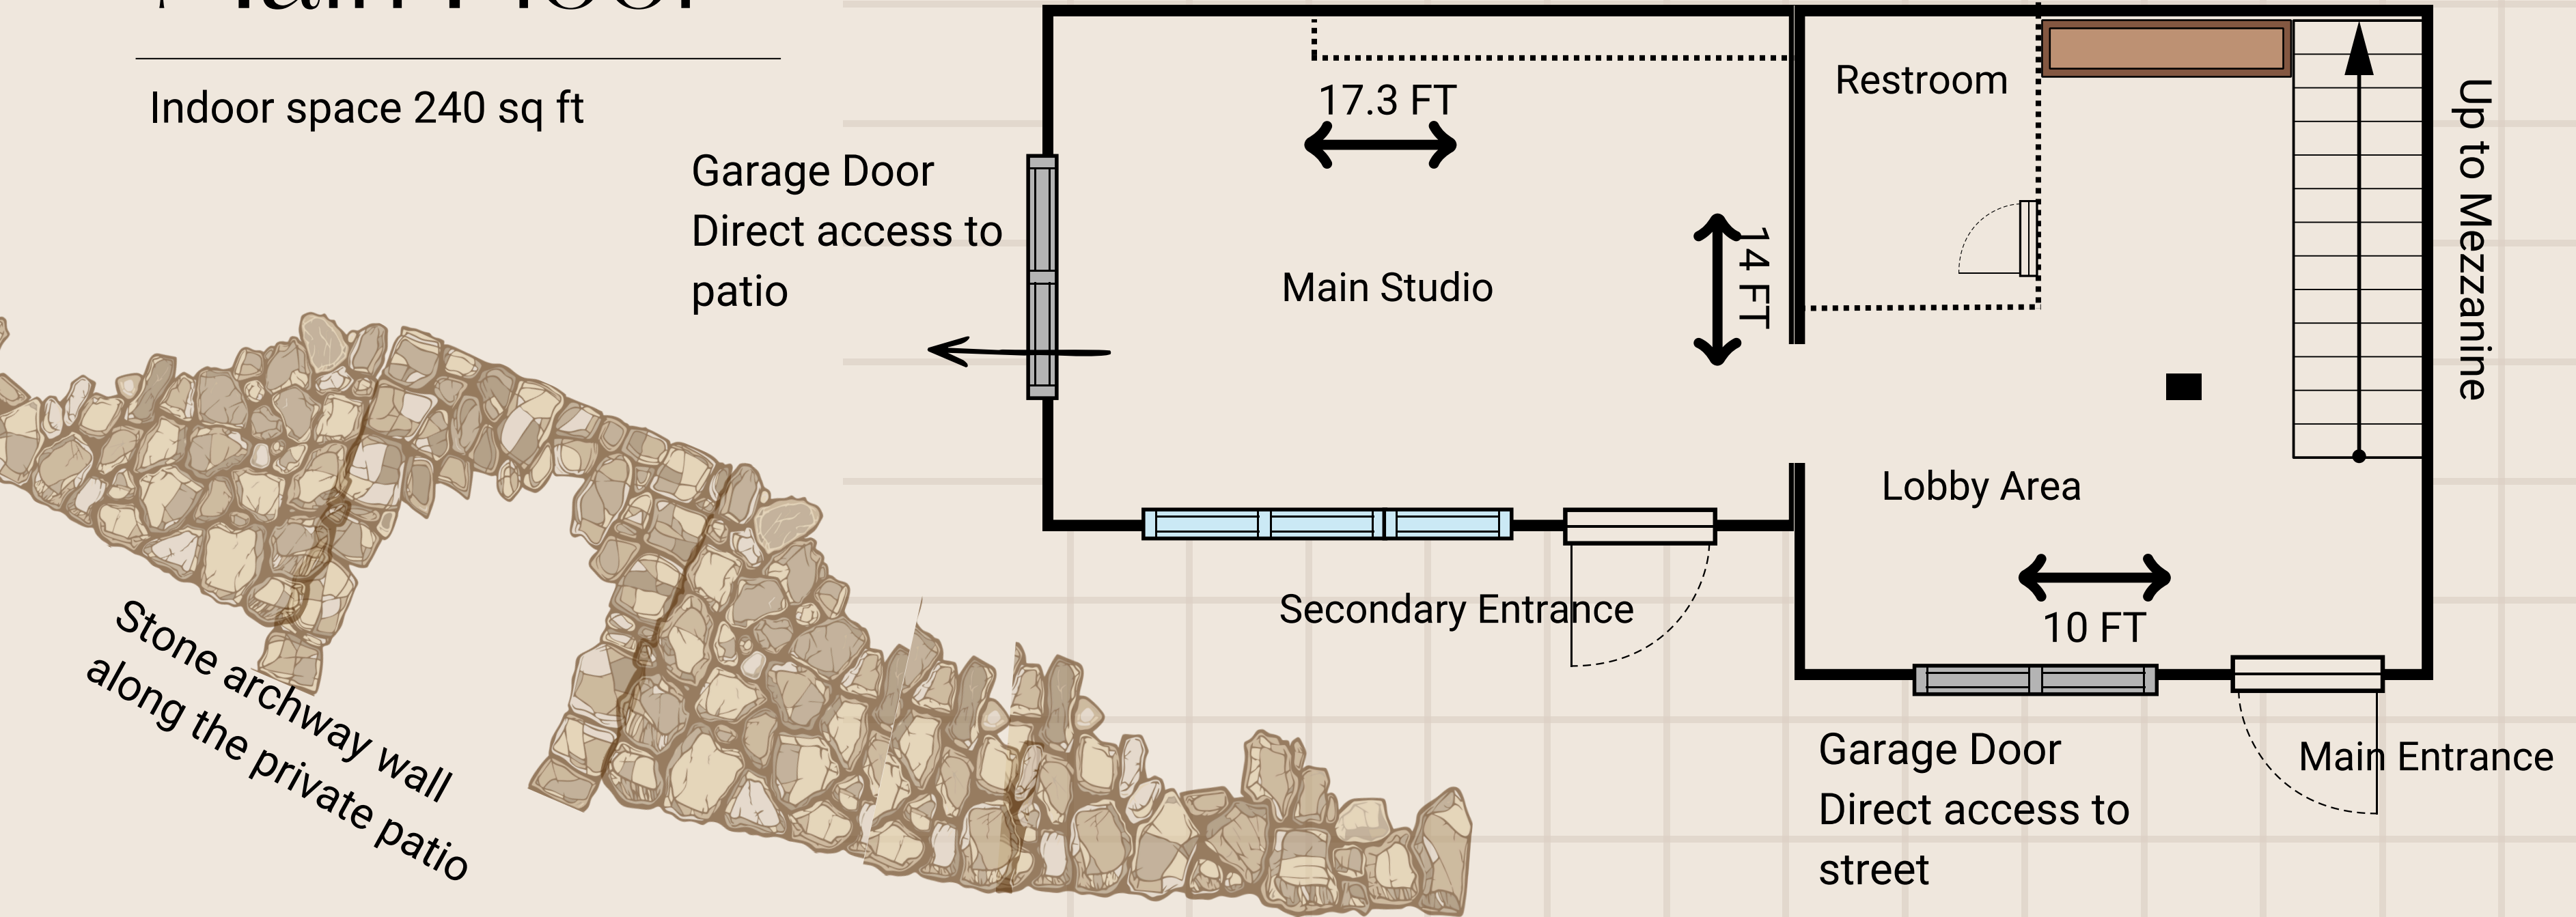 Main Floor
Indoor space 240 sq ft
Garage Door
Direct access to
patio
17.3 FT
Main Studio
14 FT
Restroom
Up to Mezzanine
Lobby Area
10 FT
Secondary Entrance
Garage Door
Direct access to
street
Main Entrance
Stone archway wall
along the private patio